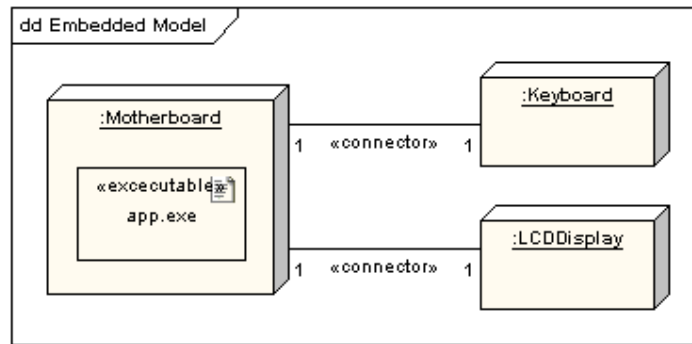 dd Embedded Model
:Motherboard
«excecutable»
app.exe
1 «connector» 1
:Keyboard
1 «connector» 1
:LCDDisplay